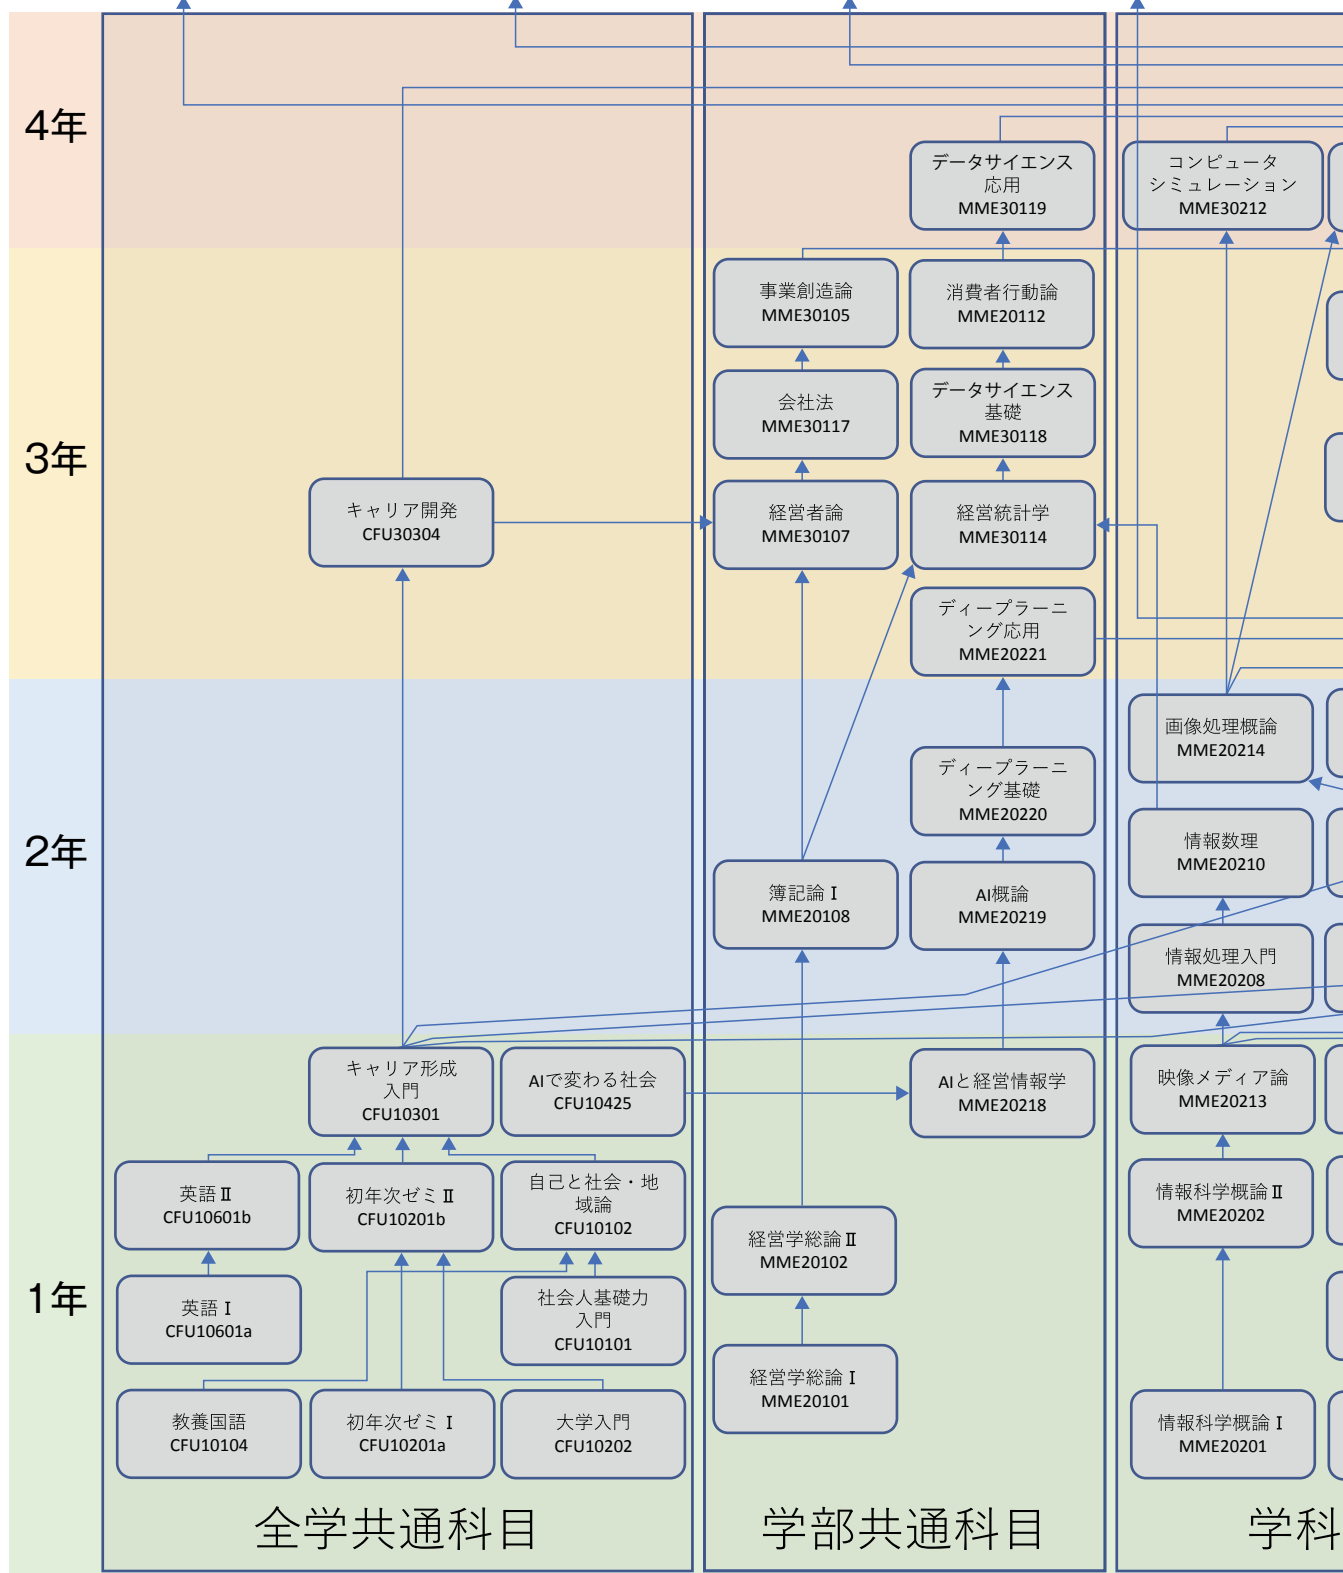 4年
データサイエンス
応用
MME30119
コンピュータ
シミュレーション
MME30212
3年
事業創造論
MME30105
消費者行動論
MME20112
会社法
MME30117
データサイエンス
基礎
MME30118
キャリア開発
CFU30304
経営者論
MME30107
経営統計学
MME30114
ディープラーニ
ング応用
MME20221
2年
画像処理概論
MME20214
ディープラーニ
ング基礎
MME20220
情報数理
MME20210
簿記論Ⅰ
MME20108
AI概論
MME20219
情報処理入門
MME20208
1年
キャリア形成
入門
CFU10301
AIで変わる社会
CFU10425
AIと経営情報学
MME20218
映像メディア論
MME20213
英語Ⅱ
CFU10601b
初年次ゼミⅡ
CFU10201b
自己と社会・地
域論
CFU10102
情報科学概論Ⅱ
MME20202
経営学総論Ⅱ
MME20102
英語Ⅰ
CFU10601a
社会人基礎力
入門
CFU10101
経営学総論Ⅰ
MME20101
教養国語
CFU10104
初年次ゼミⅠ
CFU10201a
大学入門
CFU10202
情報科学概論Ⅰ
MME20201
全学共通科目
学部共通科目
学科